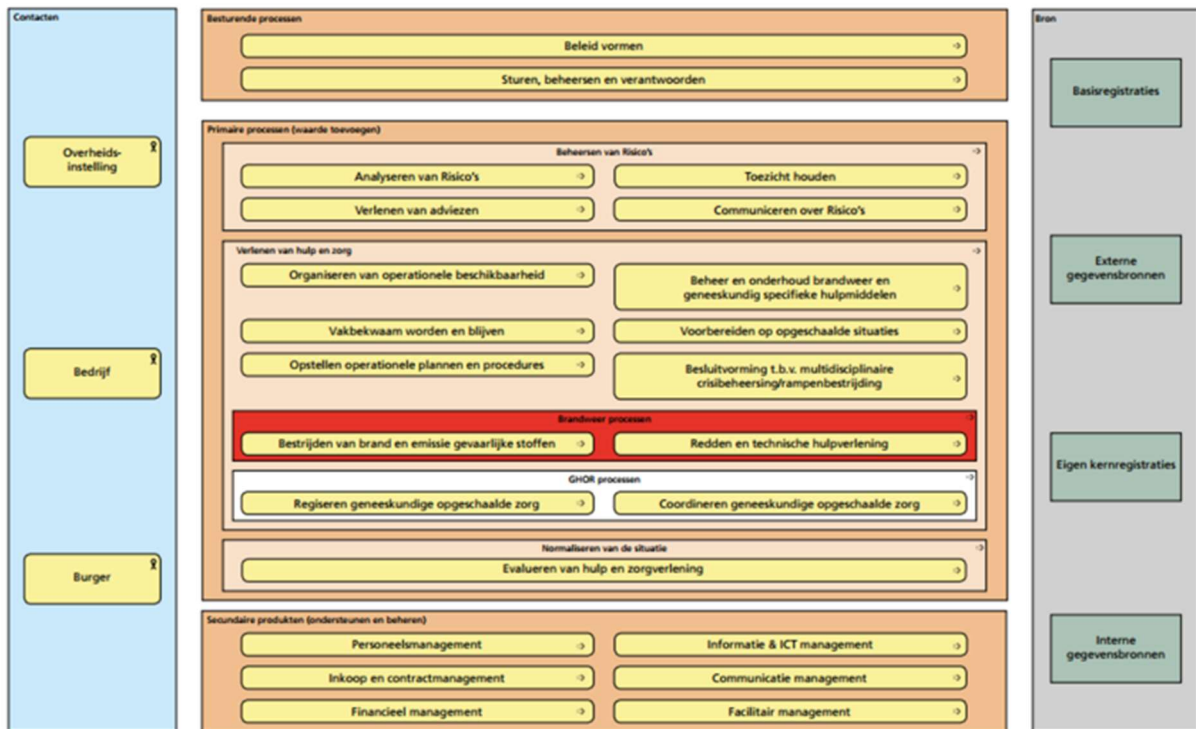 Contacten
Overheids-
instelling
Bedrijf
Burger
Besturende processen
Beleid vormen
Sturen, beheersen en verantwoorden
Primaire processen (waarde toevoegen)
Beheersen van Risico's
Analyseren van Risico's
Toezicht houden
Verlenen van adviezen
Communiceren over Risico's
Verlenen van hulp en zorg
Organiseren van operationele beschikbaarheid
Beheer en onderhoud brandweer en
geneeskundig specifieke hulpmiddelen
Vakbekwaam worden en blijven
Voorbereiden op opgeschaalde situaties
Opstellen operationele plannen en procedures
Besluitvorming t.b.v. multidisciplinaire
crisibeheersing/rampenbestrijding
Brandweer processen
Bestrijden van brand en emissie gevaarlijke stoffen
Redden en technische hulpverlening
GHOR processen
Regiseren geneeskundige opgeschaalde zorg
Coordineren geneeskundige opgeschaalde zorg
Normaliseren van de situatie
Evalueren van hulp en zorgverlening
Secundaire produkten (ondersteunen en beheren)
Personeelsmanagement
Informatie & ICT management
Inkoop en contractmanagement
Communicatie management
Financieel management
Facilitair management
Bron
Basisregistraties
Externe
gegevensbronnen
Eigen kernregistraties
Interne
gegevensbronnen